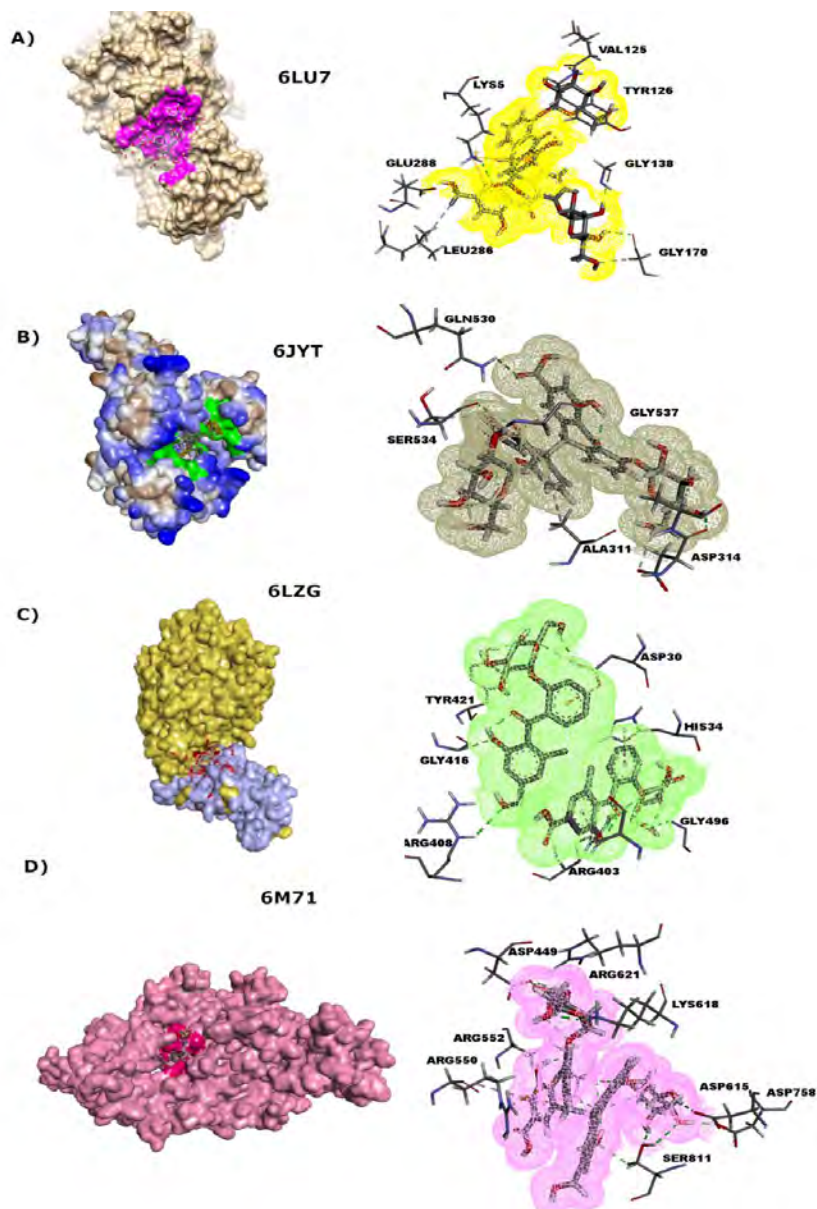 A)
6LU7
VAL125
LYS5
TYR126
GLU288
GLY138
LEU286
GLY170
B)
6JYT
GLN530
SER534
GLY537
ALA311
ASP314
C)
6LZG
ASP30
TYR421
HIS34
GLY416
GLY496
ARG408
ARG403
D)
6M71
ASP449
ARG621
LYS618
ARG552
ARG550
ASP615
ASP758
SER811